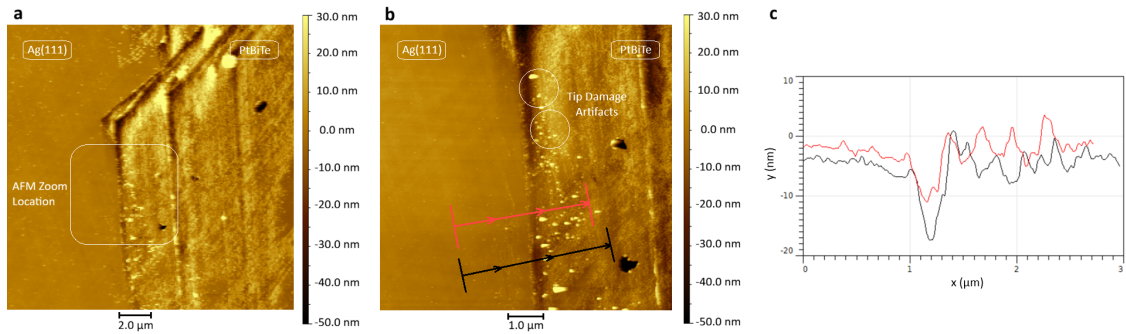 a
Ag(111)
PtBiTe
AFM Zoom
Location
2.0 µm
30.0 nm
20.0 nm
10.0 nm
0.0 nm
-10.0 nm
-20.0 nm
-30.0 nm
-40.0 nm
-50.0 nm
b
Ag(111)
PtBiTe
Tip Damage
Artifacts
1.0 µm
30.0 nm
20.0 nm
10.0 nm
0.0 nm
-10.0 nm
-20.0 nm
-30.0 nm
-40.0 nm
-50.0 nm
c
10
0
-10
-20
y (nm)
0
1
2
3
x (µm)